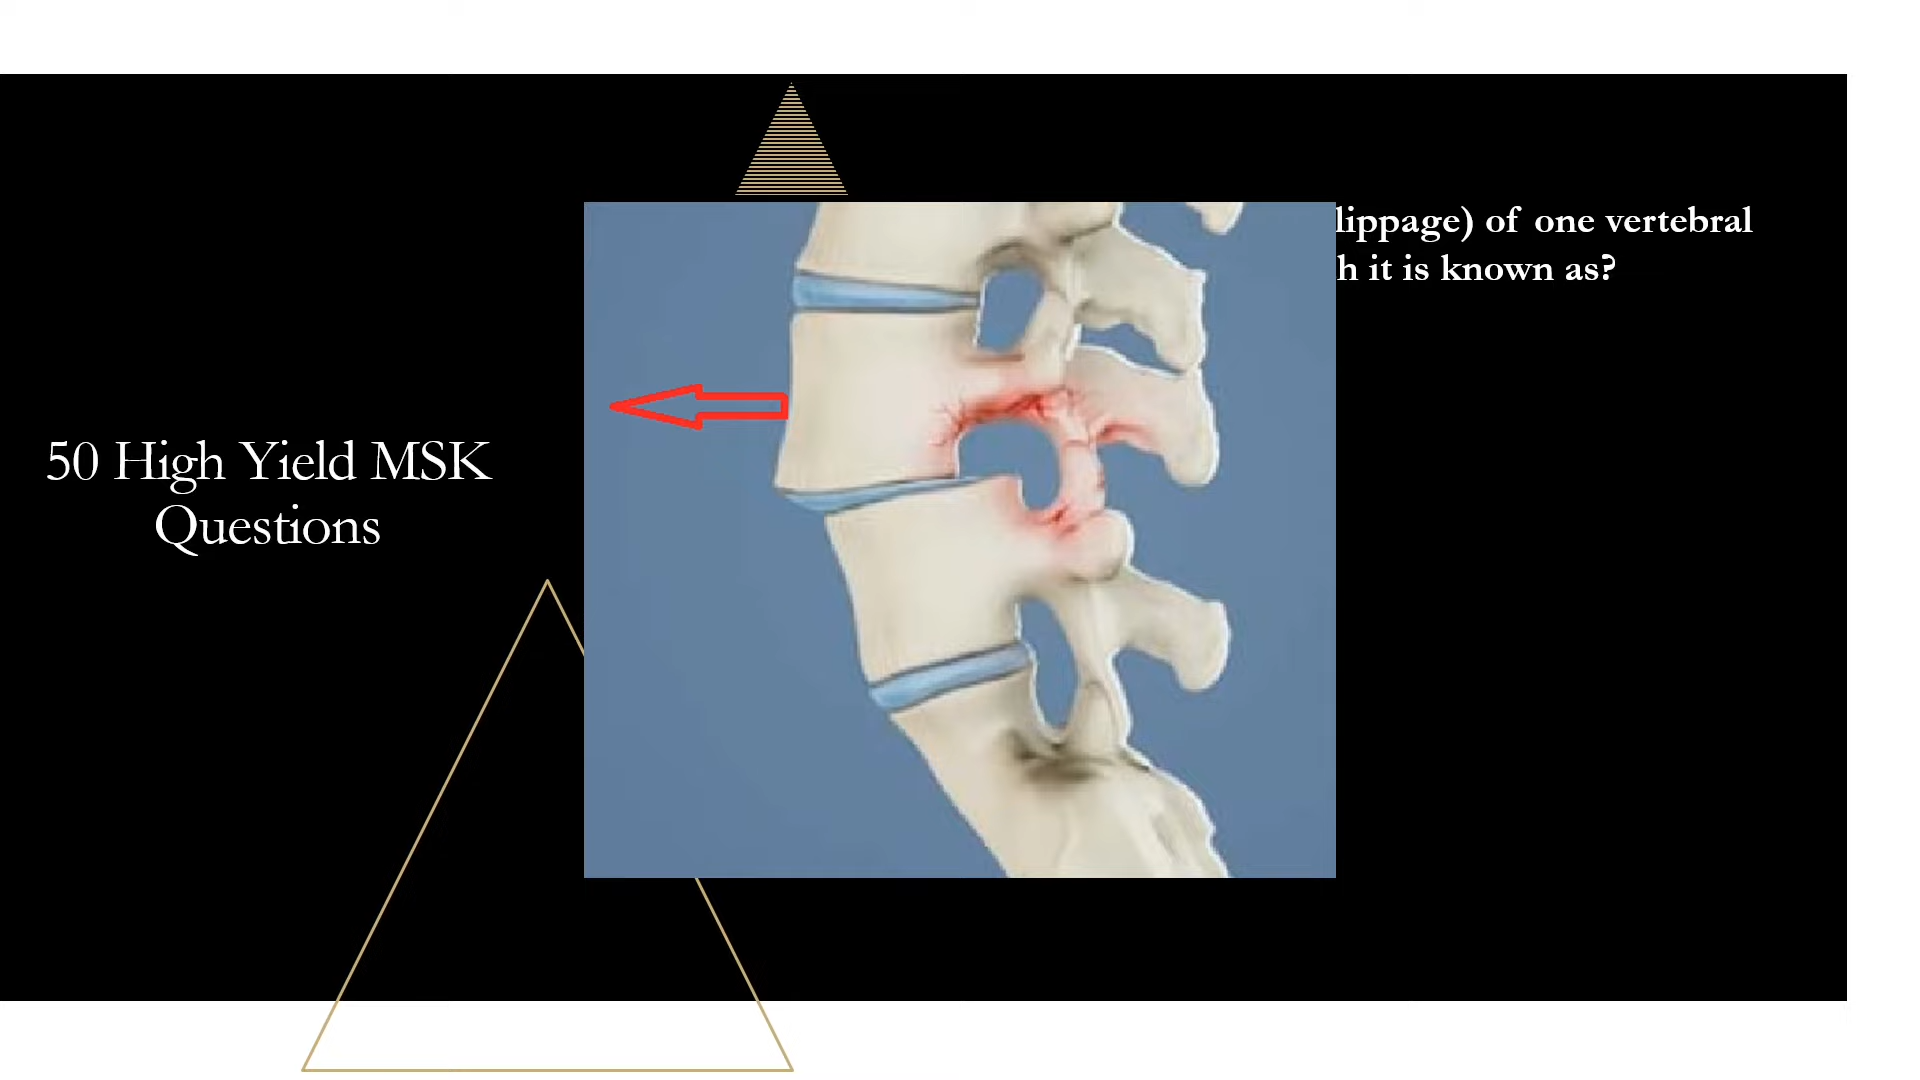 50 High Yield MSK
Questions
lippage) of one vertebral
h it is known as?